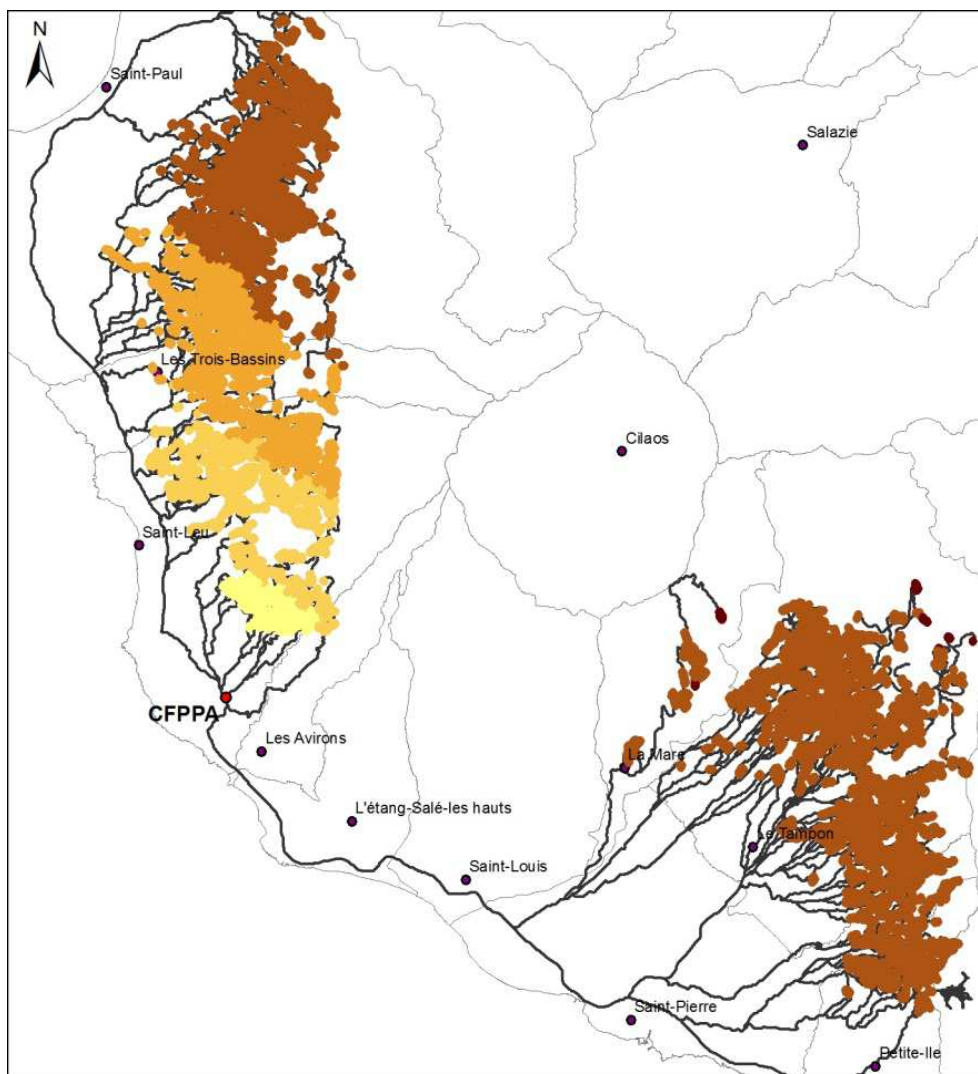 N
Saint-Paul
Salazie
Les Trois-Bassins
Cilaos
Saint-Leu
CFPPA
Les Avirons
La Mare
L'étang-Salé-les hauts
Le Tampon
Saint-Louis
Saint-Pierre
Petite-Ile